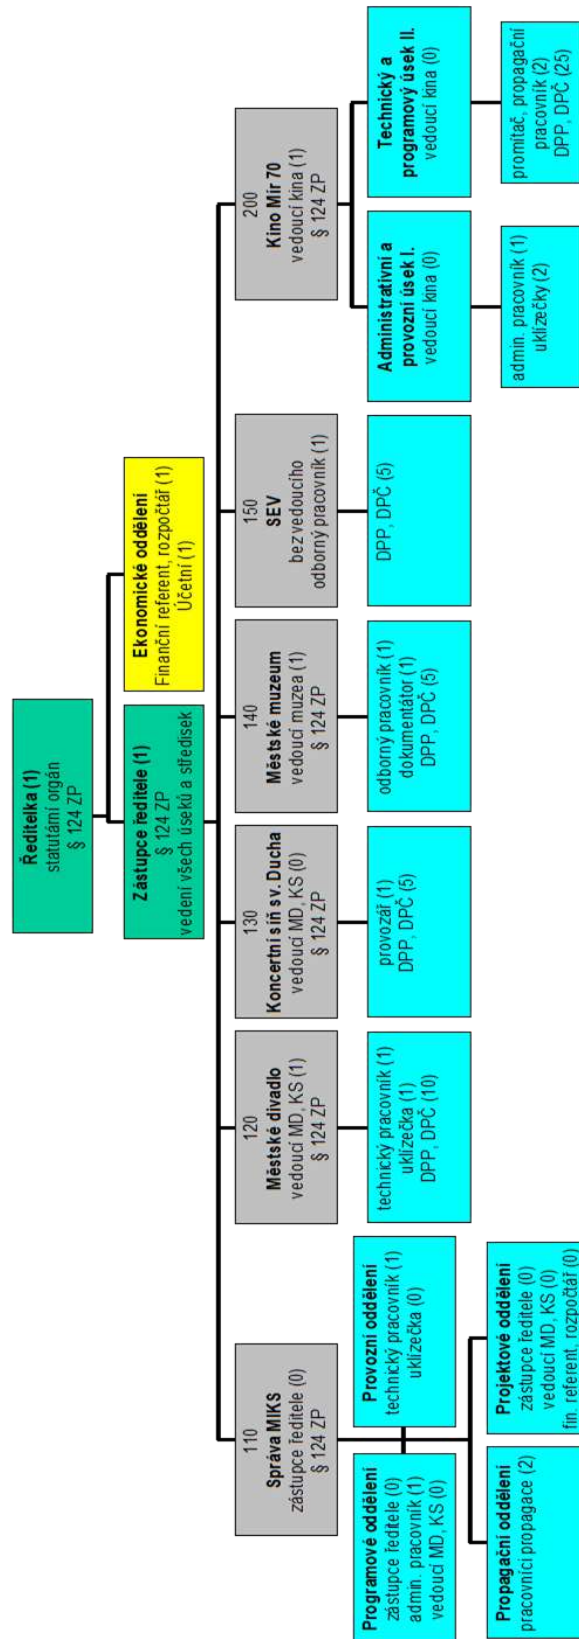 Ředitelka (1)
statutární orgán
§ 124 ZP
Zástupce ředitele (1)
§ 124 ZP
vedení všech úseků a středisek
Ekonomické oddělení
Finanční referent, rozpočtář (1)
Účetní (1)
110
Správa MIKS
zástupce ředitele (0)
§ 124 ZP
120
Městské divadlo
vedoucí MD, KS (1)
§ 124 ZP
130
Koncertní síň sv. Ducha
vedoucí MD, KS (0)
§ 124 ZP
140
Městské muzeum
vedoucí muzea (1)
§ 124 ZP
150
SEV
bez vedoucího
odborný pracovník (1)
200
Kino Mír 70
vedoucí kina (1)
§ 124 ZP
Programové oddělení
zástupce ředitele (0)
admin. pracovník (1)
vedoucí MD, KS (0)
Provozní oddělení
technický pracovník (1)
uklízečka (0)
Propagační oddělení
pracovníci propagace (2)
Projektové oddělení
zástupce ředitele (0)
vedoucí MD, KS (0)
fin. referent, rozpočtář (0)
technický pracovník (1)
uklízečka (1)
DPP, DPČ (10)
provozář (1)
DPP, DPČ (5)
odborný pracovník (1)
dokumentátor (1)
DPP, DPČ (5)
DPP, DPČ (5)
Administrativní a
provozní úsek I.
vedoucí kina (0)
Technický a
programový úsek II.
vedoucí kina (0)
admin. pracovník (1)
uklízečky (2)
promítač, propagační
pracovník (2)
DPP, DPČ (25)